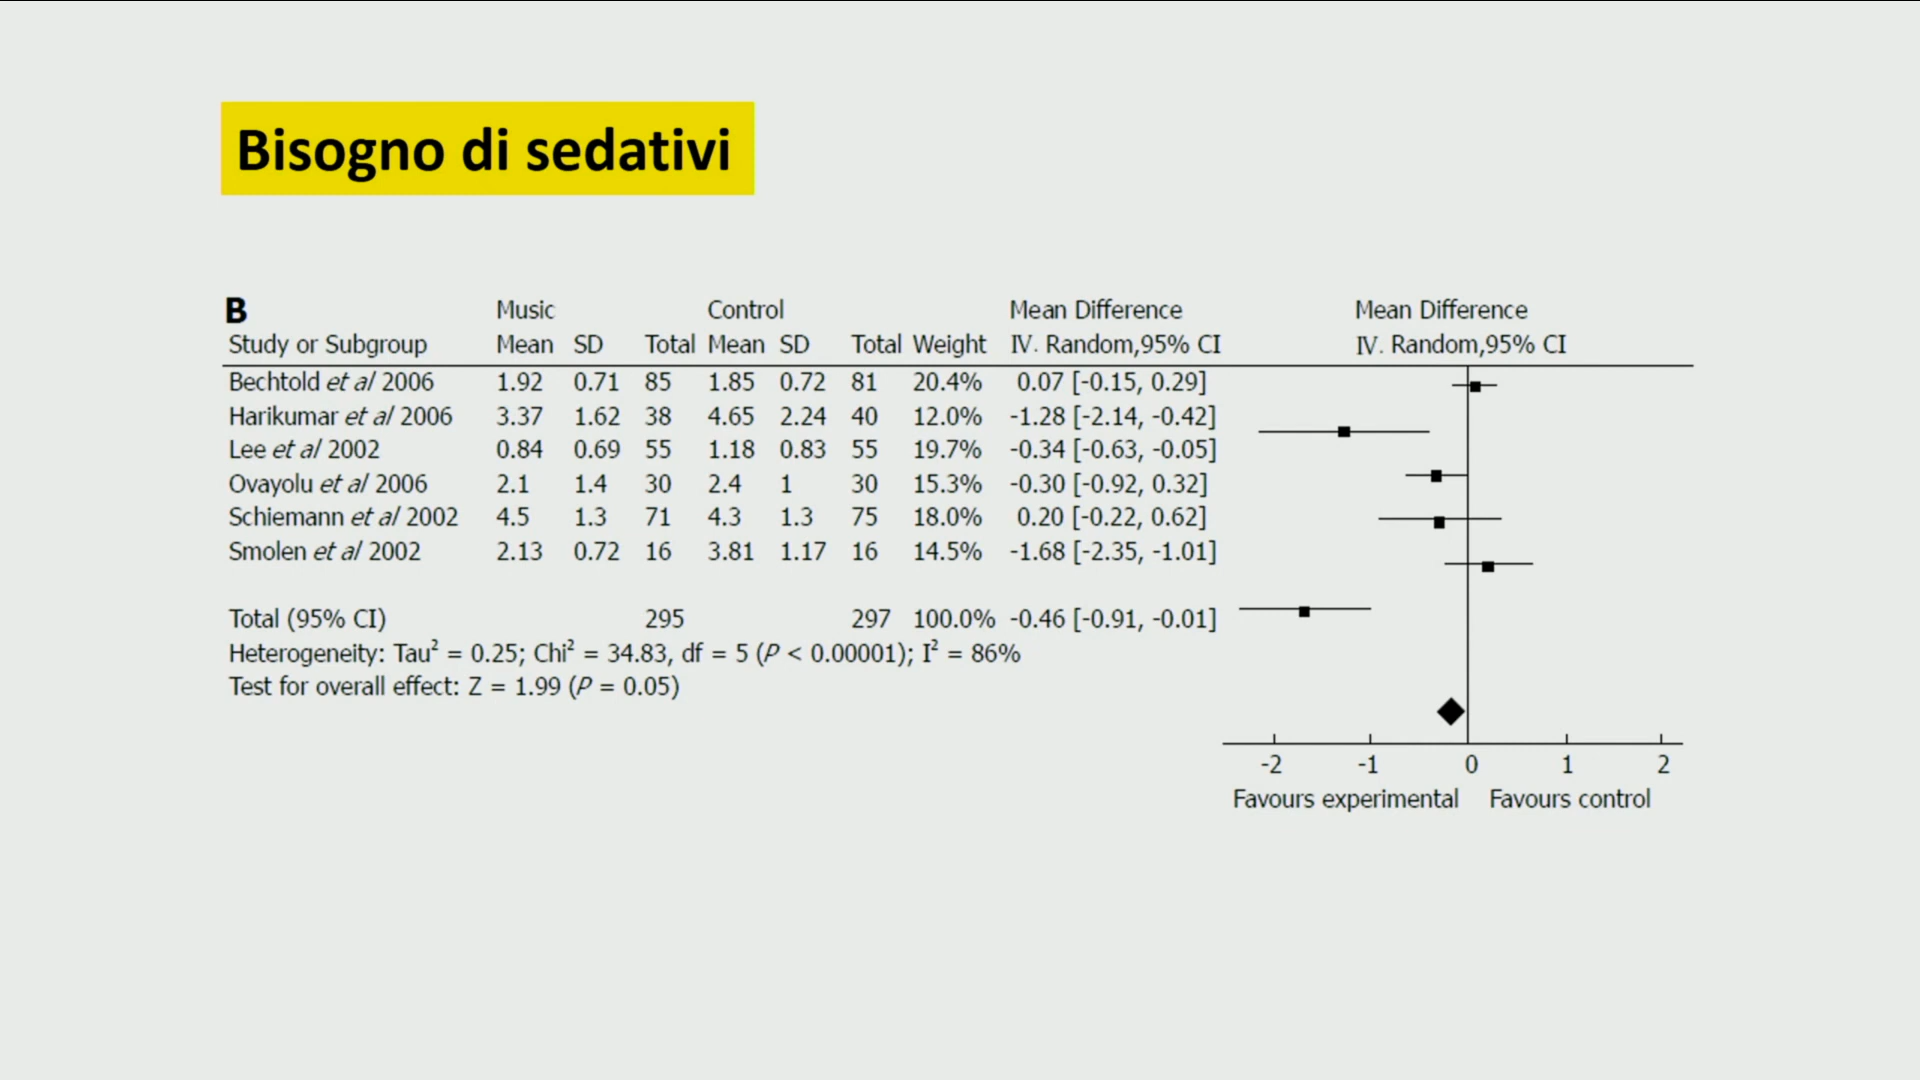 Bisogno di sedativi
B Music Control Mean Difference Mean Difference
Study or Subgroup Mean SD Total Mean SD Total Weight IV. Random,95% CI IV. Random,95% CI
Bechtold et al 2006 1.92 0.71 85 1.85 0.72 81 20.4% 0.07 [-0.15, 0.29]
Harikumar et al 2006 3.37 1.62 38 4.65 2.24 40 12.0% -1.28 [-2.14, -0.42]
Lee et al 2002 0.84 0.69 55 1.18 0.83 55 19.7% -0.34 [-0.63, -0.05]
Ovayolu et al 2006 2.1 1.4 30 2.4 1 30 15.3% -0.30 [-0.92, 0.32]
Schiemann et al 2002 4.5 1.3 71 4.3 1.3 75 18.0% 0.20 [-0.22, 0.62]
Smolen et al 2002 2.13 0.72 16 3.81 1.17 16 14.5% -1.68 [-2.35, -1.01]
Total (95% CI) 295 297 100.0% -0.46 [-0.91, -0.01]
Heterogeneity: Tau² = 0.25; Chi² = 34.83, df = 5 (P < 0.00001); I² = 86%
Test for overall effect: Z = 1.99 (P = 0.05)
-2 -1 0 1 2
Favours experimental Favours control